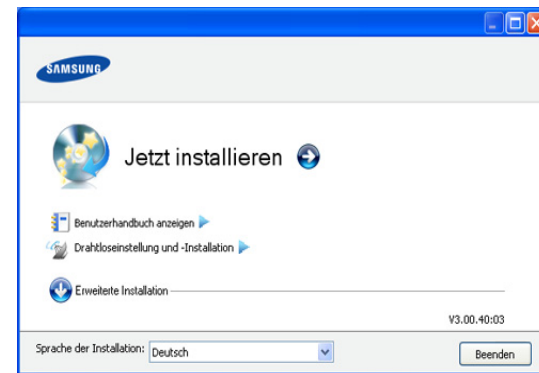 SAMSUNG
Jetzt installieren
Benutzerhandbuch anzeigen
Drahtloseinstellung und -Installation
Erweiterte Installation
V3.00.40:03
Sprache der Installation: Deutsch
Beenden